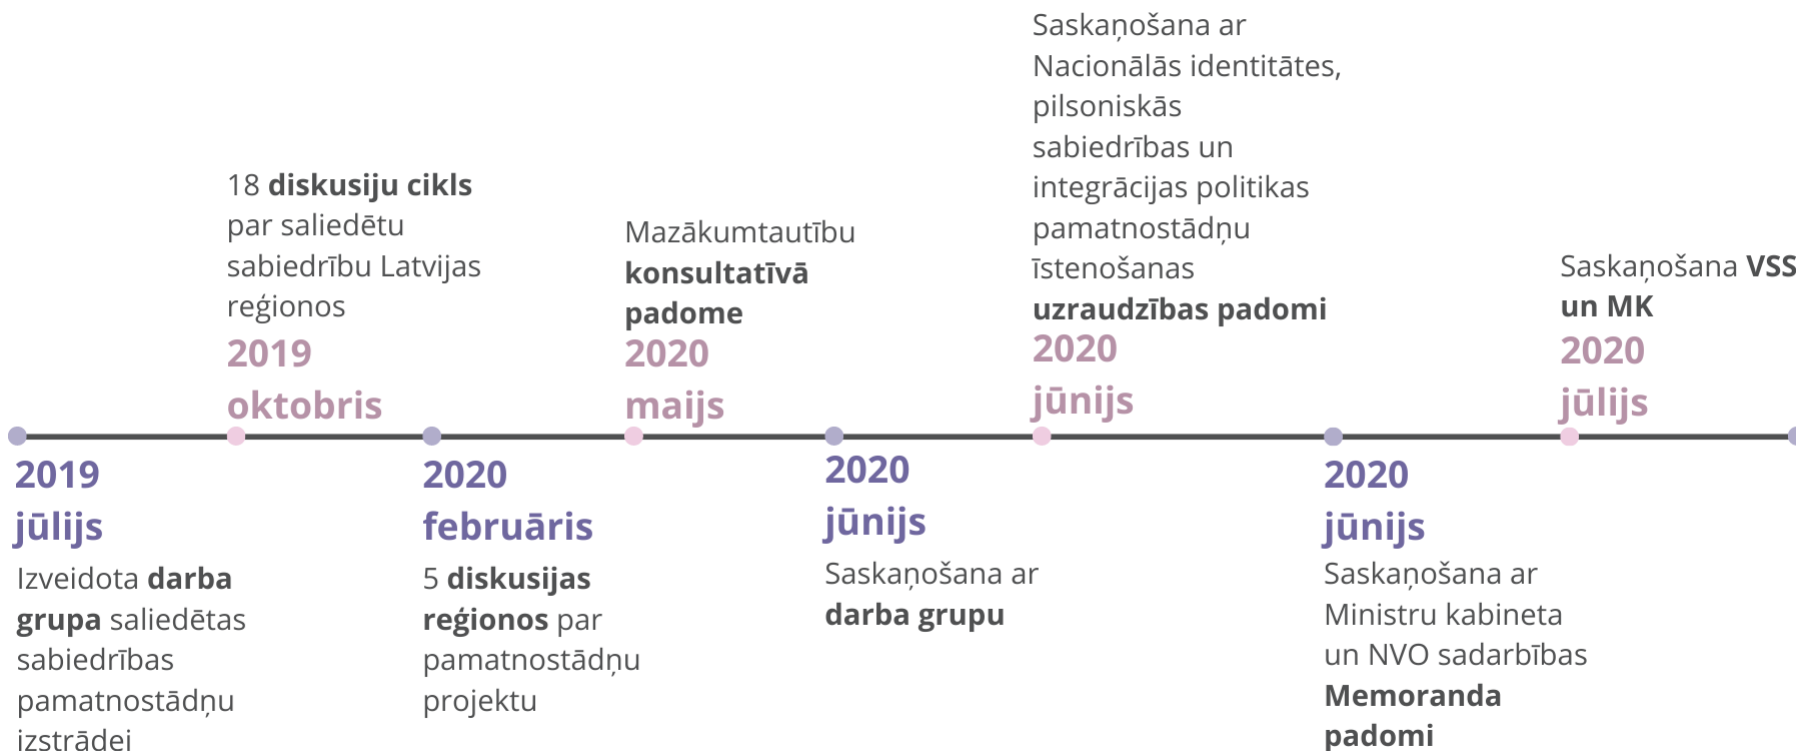 Saskaņošana ar
Nacionālās identitātes,
pilsoniskās
sabiedrības un
integrācijas politikas
pamatnostādņu
īstenošanas
uzraudzības padomi
2020
jūnijs
18 diskusiju cikls
par saliedētu
sabiedrību Latvijas
reģionos
2019
oktobris
Mazākumtautību
konsultatīvā
padome
2020
maijs
Saskaņošana VSS
un MK
2020
jūlijs
2019
jūlijs
Izveidota darba
grupa saliedētas
sabiedrības
pamatnostādņu
izstrādei
2020
februāris
5 diskusijas
reģionos par
pamatnostādņu
projektu
2020
jūnijs
Saskaņošana ar
darba grupu
2020
jūnijs
Saskaņošana ar
Ministru kabineta
un NVO sadarbības
Memoranda
padomi